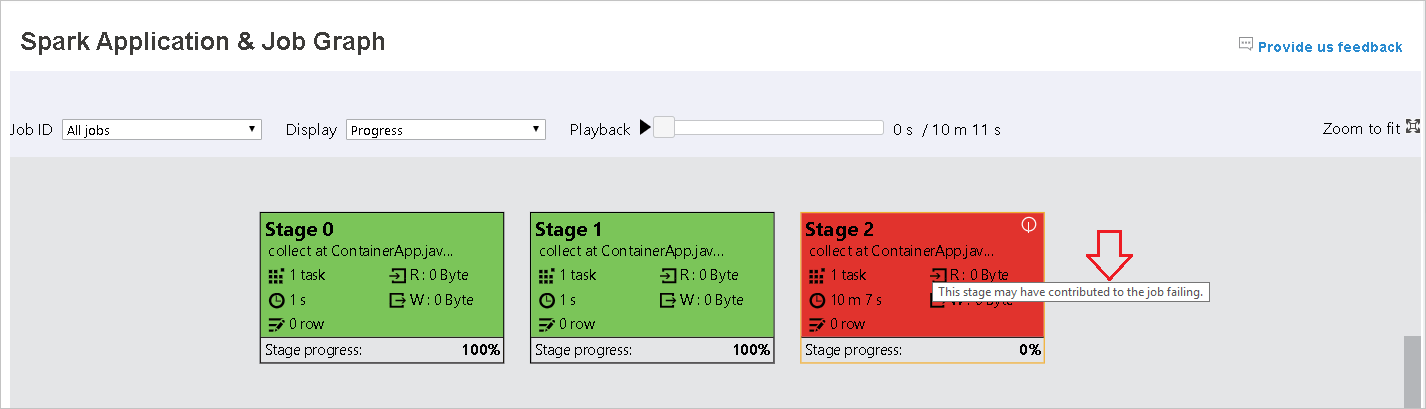 Spark Application & Job Graph
Provide us feedback
Job ID All jobs Display Progress Playback 0 s / 10 m 11 s Zoom to fit
Stage 0
collect at ContainerApp.jav...
1 task R : 0 Byte
1 s W : 0 Byte
0 row
Stage progress: 100%
Stage 1
collect at ContainerApp.jav...
1 task R : 0 Byte
1 s W : 0 Byte
0 row
Stage progress: 100%
Stage 2
collect at ContainerApp.jav...
1 task R : 0 Byte
This stage may have contributed to the job failing.
10 m 7 s W : 0 Byte
0 row
Stage progress: 0%